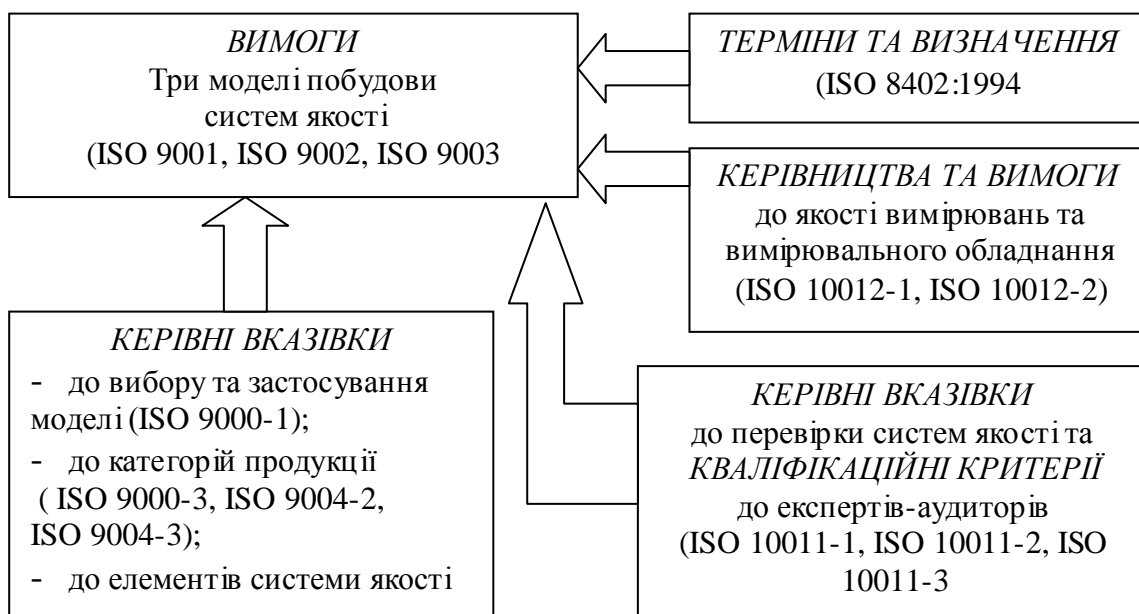 ВИМОГИ
Три моделі побудови
систем якості
(ISO 9001, ISO 9002, ISO 9003
ТЕРМІНИ ТА ВИЗНАЧЕННЯ
(ISO 8402:1994
КЕРІВНИЦТВА ТА ВИМОГИ
до якості вимірювань та
вимірювального обладнання
(ISO 10012-1, ISO 10012-2)
КЕРІВНІ ВКАЗІВКИ
- до вибору та застосування
моделі (ISO 9000-1);
- до категорій продукції
( ISO 9000-3, ISO 9004-2,
ISO 9004-3);
- до елементів системи якості
КЕРІВНІ ВКАЗІВКИ
до перевірки систем якості та
КВАЛІФІКАЦІЙНІ КРИТЕРІЇ
до експертів-аудиторів
(ISO 10011-1, ISO 10011-2, ISO
10011-3